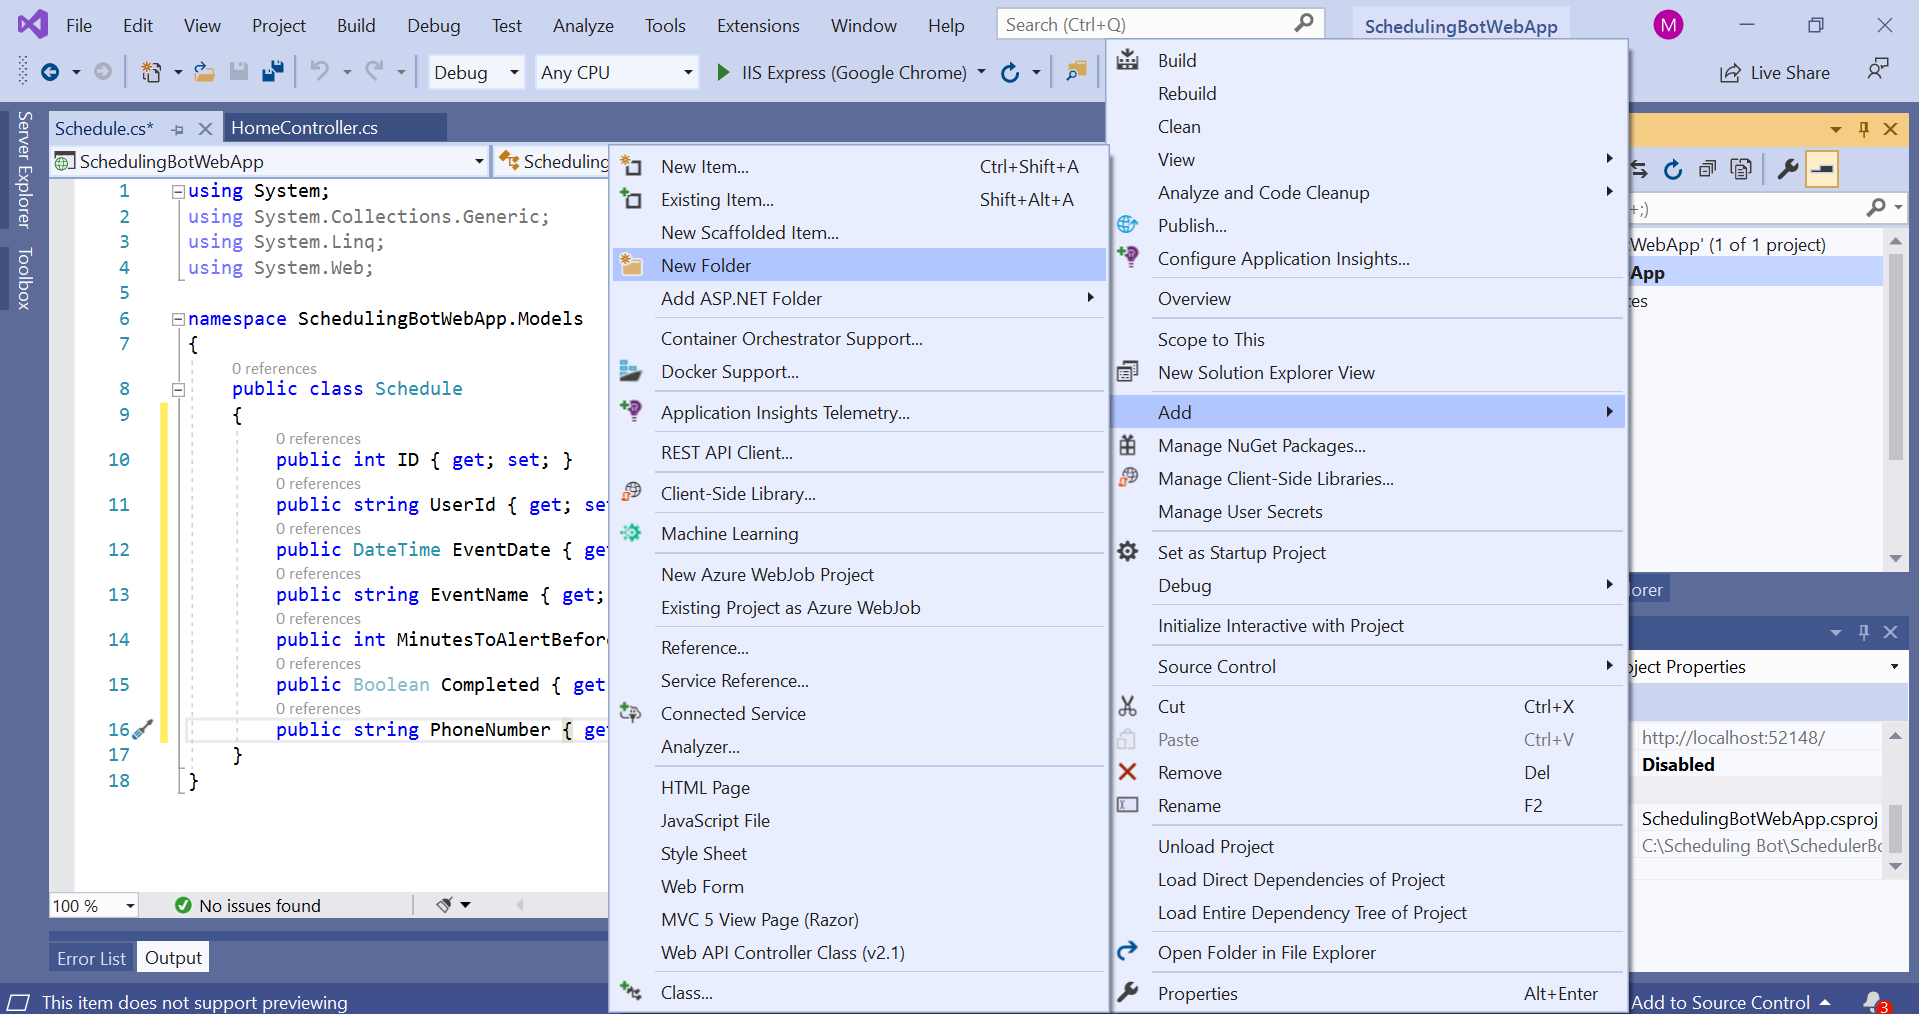 File Edit View Project Build Debug Test Analyze Tools Extensions Window Help Search (Ctrl+Q) SchedulingBotWebApp M
Debug Any CPU IIS Express (Google Chrome) Live Share
Server Explorer
Toolbox
Schedule.cs* HomeController.cs
SchedulingBotWebApp Scheduling
1 using System;
2 using System.Collections.Generic;
3 using System.Linq;
4 using System.Web;
5
6 namespace SchedulingBotWebApp.Models
7 {
0 references
8 public class Schedule
9 {
0 references
10 public int ID { get; set; }
0 references
11 public string UserId { get; se
0 references
12 public DateTime EventDate { ge
0 references
13 public string EventName { get;
0 references
14 public int MinutesToAlertBefor
0 references
15 public Boolean Completed { get
0 references
16 public string PhoneNumber { ge
17 }
18 }
100 % No issues found
Error List Output
This item does not support previewing
New Item... Ctrl+Shift+A
Existing Item... Shift+Alt+A
New Scaffolded Item...
New Folder
Add ASP.NET Folder
Container Orchestrator Support...
Docker Support...
Application Insights Telemetry...
REST API Client...
Client-Side Library...
Machine Learning
New Azure WebJob Project
Existing Project as Azure WebJob
Reference...
Service Reference...
Connected Service
Analyzer...
HTML Page
JavaScript File
Style Sheet
Web Form
MVC 5 View Page (Razor)
Web API Controller Class (v2.1)
Class...
Build
Rebuild
Clean
View
Analyze and Code Cleanup
Publish...
Configure Application Insights...
Overview
Scope to This
New Solution Explorer View
Add
Manage NuGet Packages...
Manage Client-Side Libraries...
Manage User Secrets
Set as Startup Project
Debug
Initialize Interactive with Project
Source Control
Cut Ctrl+X
Paste Ctrl+V
Remove Del
Rename F2
Unload Project
Load Direct Dependencies of Project
Load Entire Dependency Tree of Project
Open Folder in File Explorer
Properties Alt+Enter
+;)
WebApp' (1 of 1 project)
App
ces
orer
ject Properties
http://localhost:52148/
Disabled
SchedulingBotWebApp.csproj
C:\Scheduling Bot\SchedulerBo
Add to Source Control 3